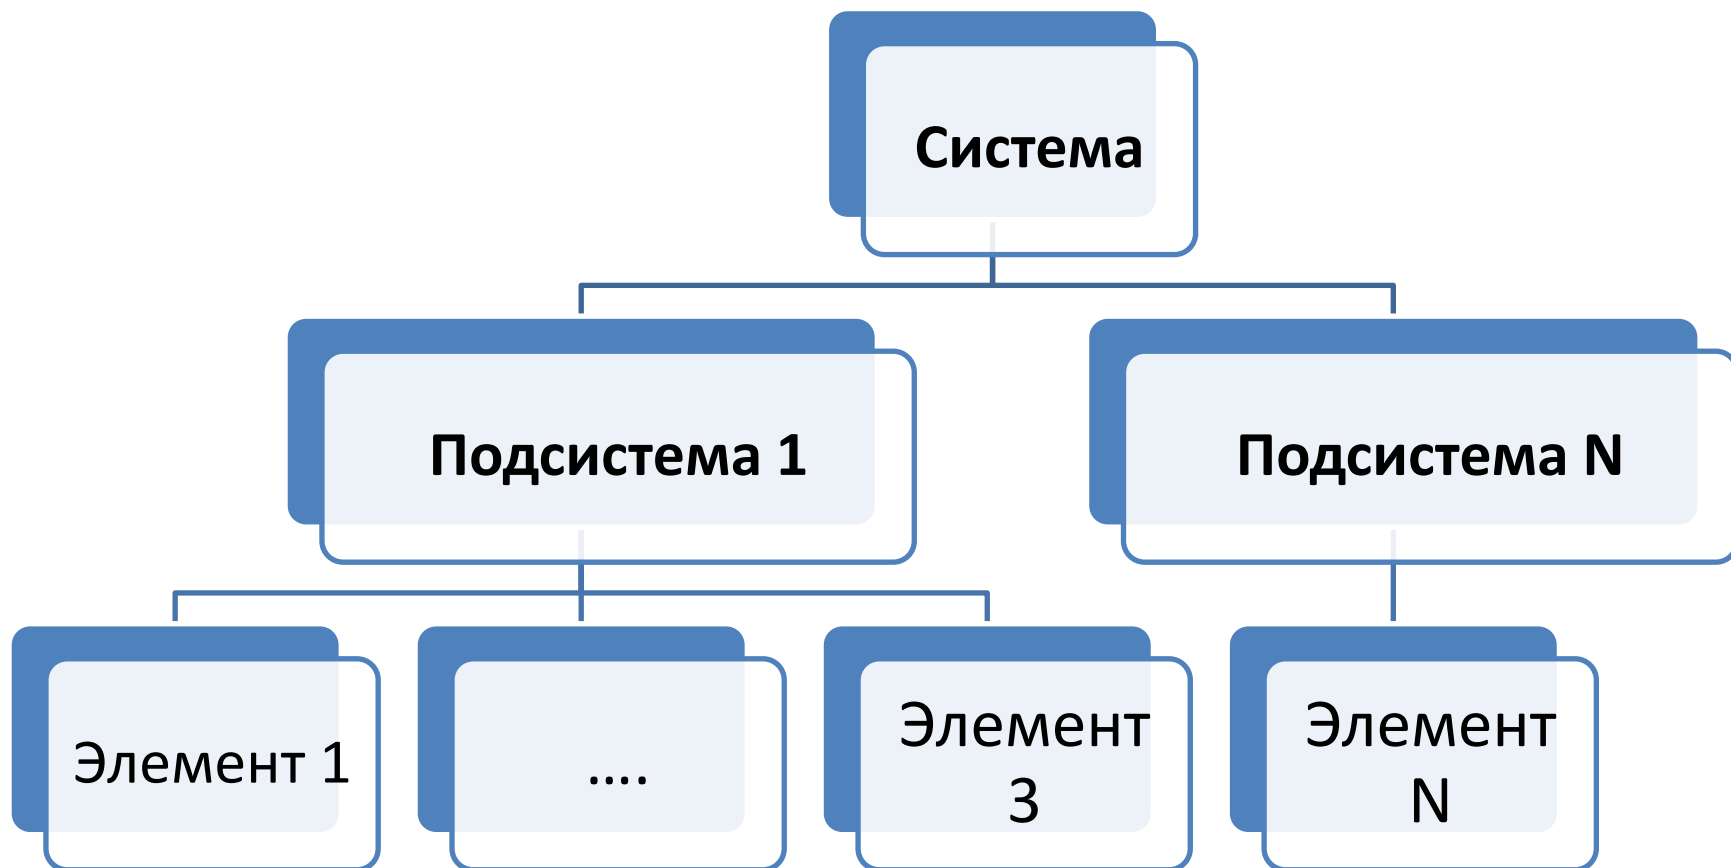 Система
Подсистема 1
Подсистема N
Элемент 1
....
Элемент
3
Элемент
N